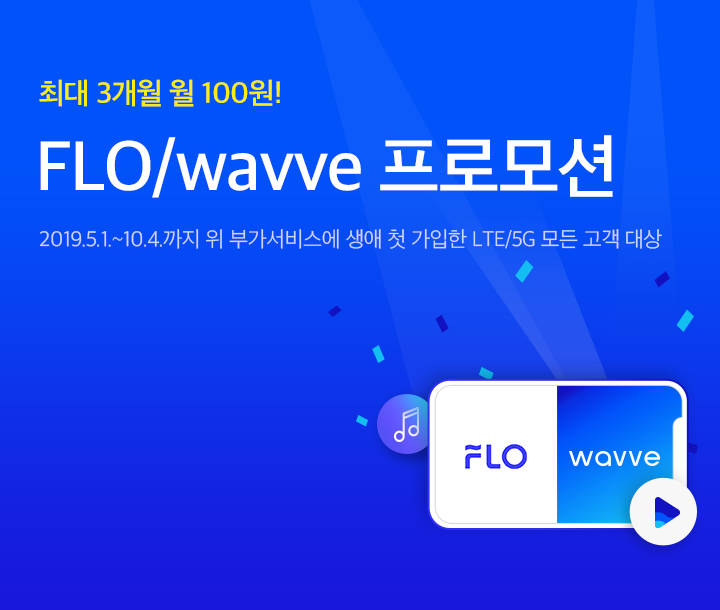 최대 3개월 월 100원!
FLO/wavve 프로모션
2019.5.1.~10.4.까지 위 부가서비스에 생애 첫 가입한 LTE/5G 모든 고객 대상
FLO
wavve